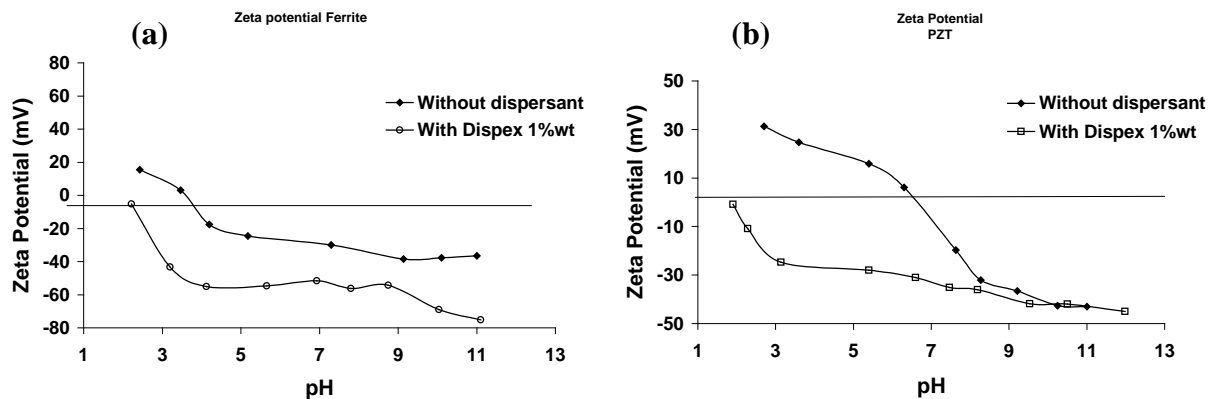 Zeta potential Ferrite
(a)
80
60
40
20
0
-20
-40
-60
-80
Zeta Potential (mV)
Without dispersant
With Dispex 1%wt
1 3 5 7 9 11 13
pH
Zeta Potential
PZT
(b)
50
30
10
-10
-30
-50
Zeta Potential (mV)
Without dispersant
With Dispex 1%wt
1 3 5 7 9 11 13
pH